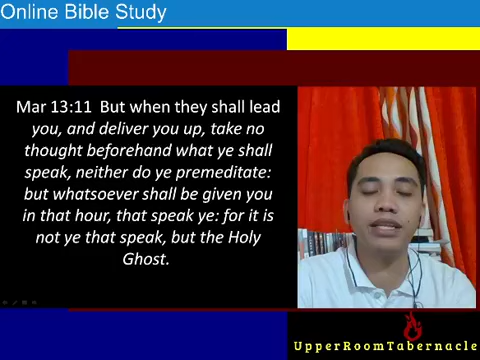 Online Bible Study
Mar 13:11 But when they shall lead
you, and deliver you up, take no
thought beforehand what ye shall
speak, neither do ye premeditate:
but whatsoever shall be given you
in that hour, that speak ye: for it is
not ye that speak, but the Holy
Ghost.
UpperRoomTabernacle